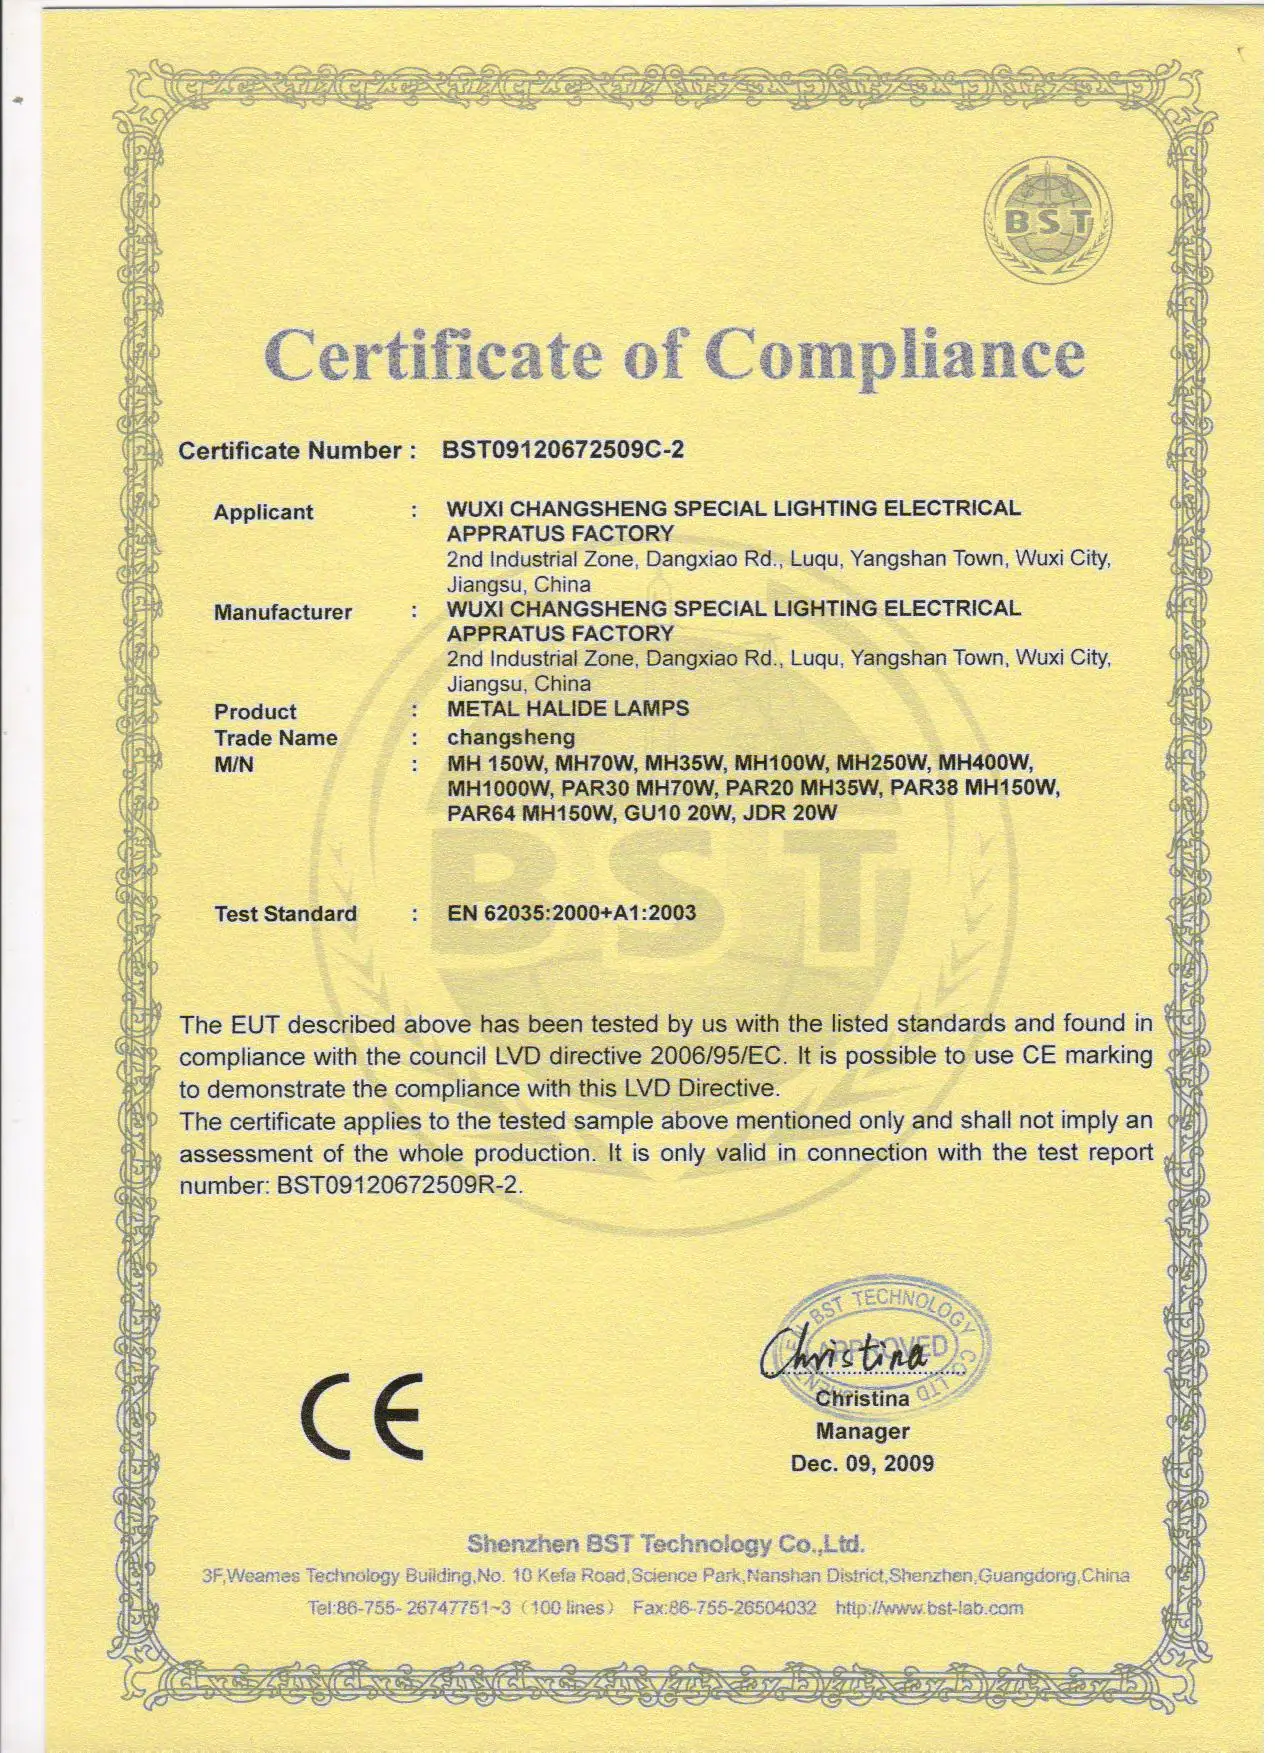 BST
Certificate of Compliance
Certificate Number : BST09120672509C-2
Applicant : WUXI CHANGSHENG SPECIAL LIGHTING ELECTRICAL
APPRATUS FACTORY
2nd Industrial Zone, Dangxiao Rd., Luqu, Yangshan Town, Wuxi City,
Jiangsu, China
Manufacturer : WUXI CHANGSHENG SPECIAL LIGHTING ELECTRICAL
APPRATUS FACTORY
2nd Industrial Zone, Dangxiao Rd., Luqu, Yangshan Town, Wuxi City,
Jiangsu, China
Product : METAL HALIDE LAMPS
Trade Name : changsheng
M/N : MH 150W, MH70W, MH35W, MH100W, MH250W, MH400W,
MH1000W, PAR30 MH70W, PAR20 MH35W, PAR38 MH150W,
PAR64 MH150W, GU10 20W, JDR 20W
BST
Test Standard : EN 62035:2000+A1:2003
The EUT described above has been tested by us with the listed standards and found in
compliance with the council LVD directive 2006/95/EC. It is possible to use CE marking
to demonstrate the compliance with this LVD Directive.
The certificate applies to the tested sample above mentioned only and shall not imply an
assessment of the whole production. It is only valid in connection with the test report
number: BST09120672509R-2.
BST TECHNOLOGY CO. LTD
APPROVED
Christina
CE
Christina
Manager
Dec. 09, 2009
Shenzhen BST Technology Co.,Ltd.
3F,Weames Technology Building,No. 10 Kefa Road,Science Park,Nanshan District,Shenzhen,Guangdong,China
Tel:86-755- 26747751~3（100 lines） Fax:86-755-26504032 http://www.bst-lab.com